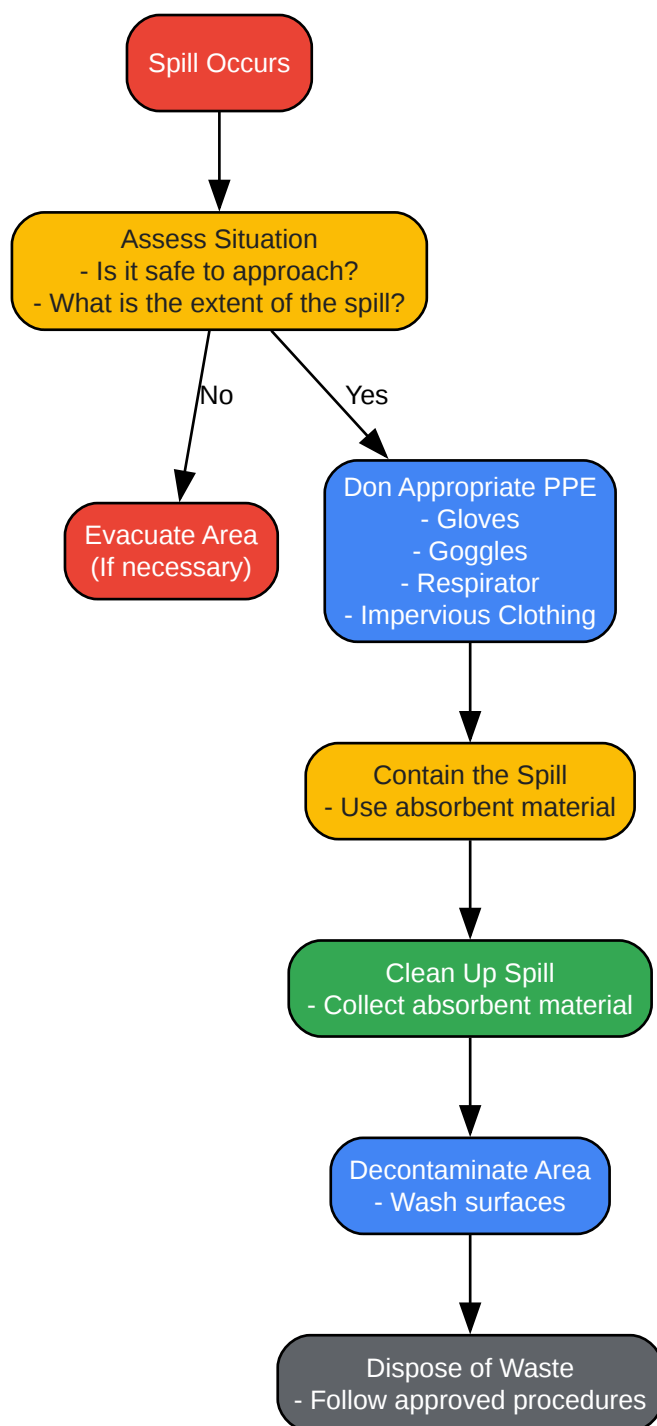 Spill Occurs
Assess Situation
- Is it safe to approach?
- What is the extent of the spill?
No
Yes
Evacuate Area
(If necessary)
Don Appropriate PPE
- Gloves
- Goggles
- Respirator
- Impervious Clothing
Contain the Spill
- Use absorbent material
Clean Up Spill
- Collect absorbent material
Decontaminate Area
- Wash surfaces
Dispose of Waste
- Follow approved procedures